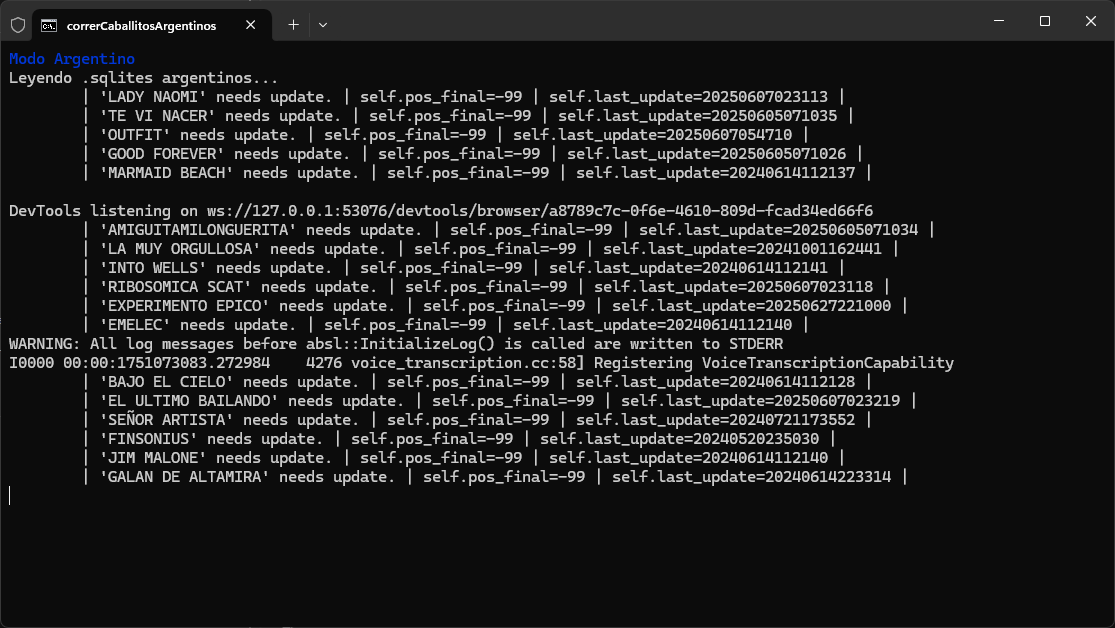 correrCaballitosArgentinos
Modo Argentino
Leyendo .sqlites argentinos...
| 'LADY NAOMI' needs update. | self.pos_final=-99 | self.last_update=20250607023113 |
| 'TE VI NACER' needs update. | self.pos_final=-99 | self.last_update=20250605071035 |
| 'OUTFIT' needs update. | self.pos_final=-99 | self.last_update=20250607054710 |
| 'GOOD FOREVER' needs update. | self.pos_final=-99 | self.last_update=20250605071026 |
| 'MARMAID BEACH' needs update. | self.pos_final=-99 | self.last_update=20240614112137 |
DevTools listening on ws://127.0.0.1:53076/devtools/browser/a8789c7c-0f6e-4610-809d-fcad34ed66f6
| 'AMIGUITAMILONGUERITA' needs update. | self.pos_final=-99 | self.last_update=20250605071034 |
| 'LA MUY ORGULLOSA' needs update. | self.pos_final=-99 | self.last_update=20241001162441 |
| 'INTO WELLS' needs update. | self.pos_final=-99 | self.last_update=20240614112141 |
| 'RIBOSOMICA SCAT' needs update. | self.pos_final=-99 | self.last_update=20250607023118 |
| 'EXPERIMENTO EPICO' needs update. | self.pos_final=-99 | self.last_update=20250627221000 |
| 'EMELEC' needs update. | self.pos_final=-99 | self.last_update=20240614112140 |
WARNING: All log messages before absl::InitializeLog() is called are written to STDERR
I0000 00:00:1751073083.272984    4276 voice_transcription.cc:58] Registering VoiceTranscriptionCapability
| 'BAJO EL CIELO' needs update. | self.pos_final=-99 | self.last_update=20240614112128 |
| 'EL ULTIMO BAILANDO' needs update. | self.pos_final=-99 | self.last_update=20250607023219 |
| 'SEÑOR ARTISTA' needs update. | self.pos_final=-99 | self.last_update=20240721173552 |
| 'FINSONIUS' needs update. | self.pos_final=-99 | self.last_update=20240520235030 |
| 'JIM MALONE' needs update. | self.pos_final=-99 | self.last_update=20240614112140 |
| 'GALAN DE ALTAMIRA' needs update. | self.pos_final=-99 | self.last_update=20240614223314 |